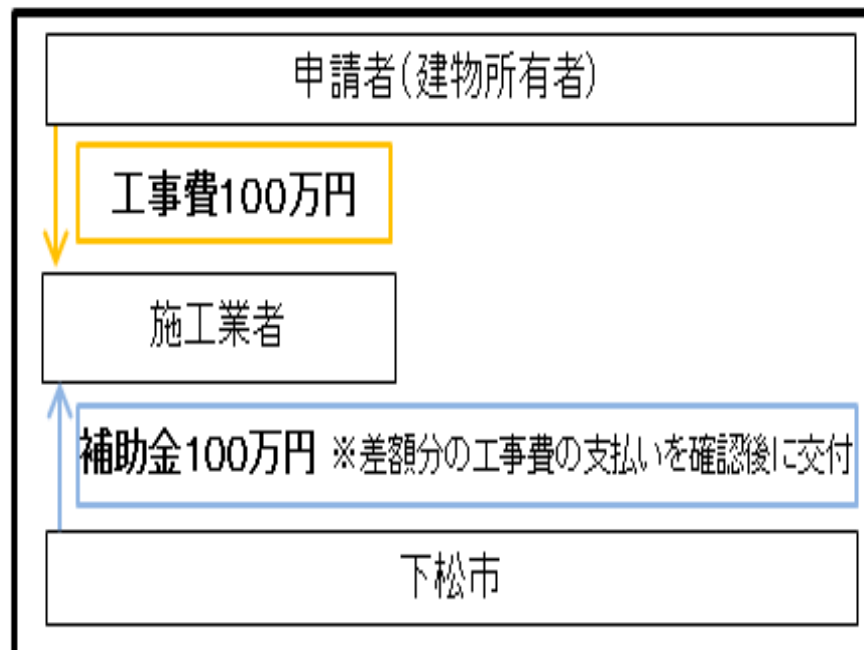 申請者(建物所有者)
工事費100万円
施工業者
補助金100万円 ※差額分の工事費の支払いを確認後に交付
下松市